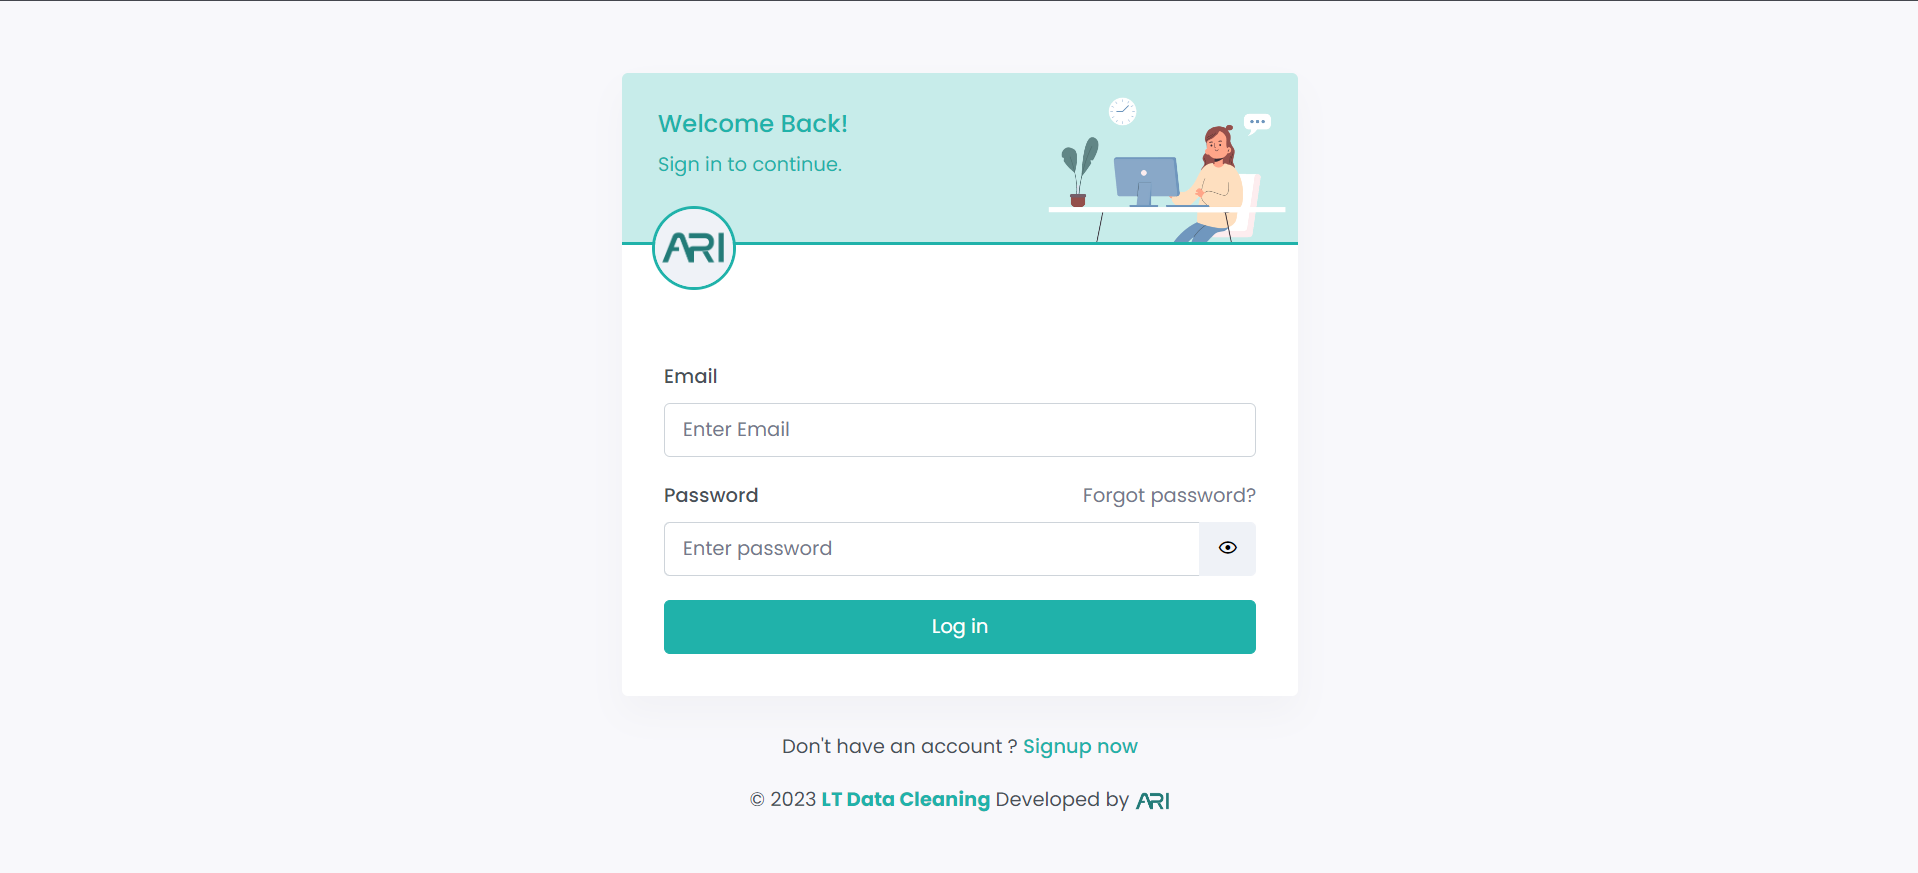 Welcome Back!
Sign in to continue.
ARI
Email
Enter Email
Password Forgot password?
Enter password
Log in
Don't have an account ? Signup now
© 2023 LT Data Cleaning Developed by ARI